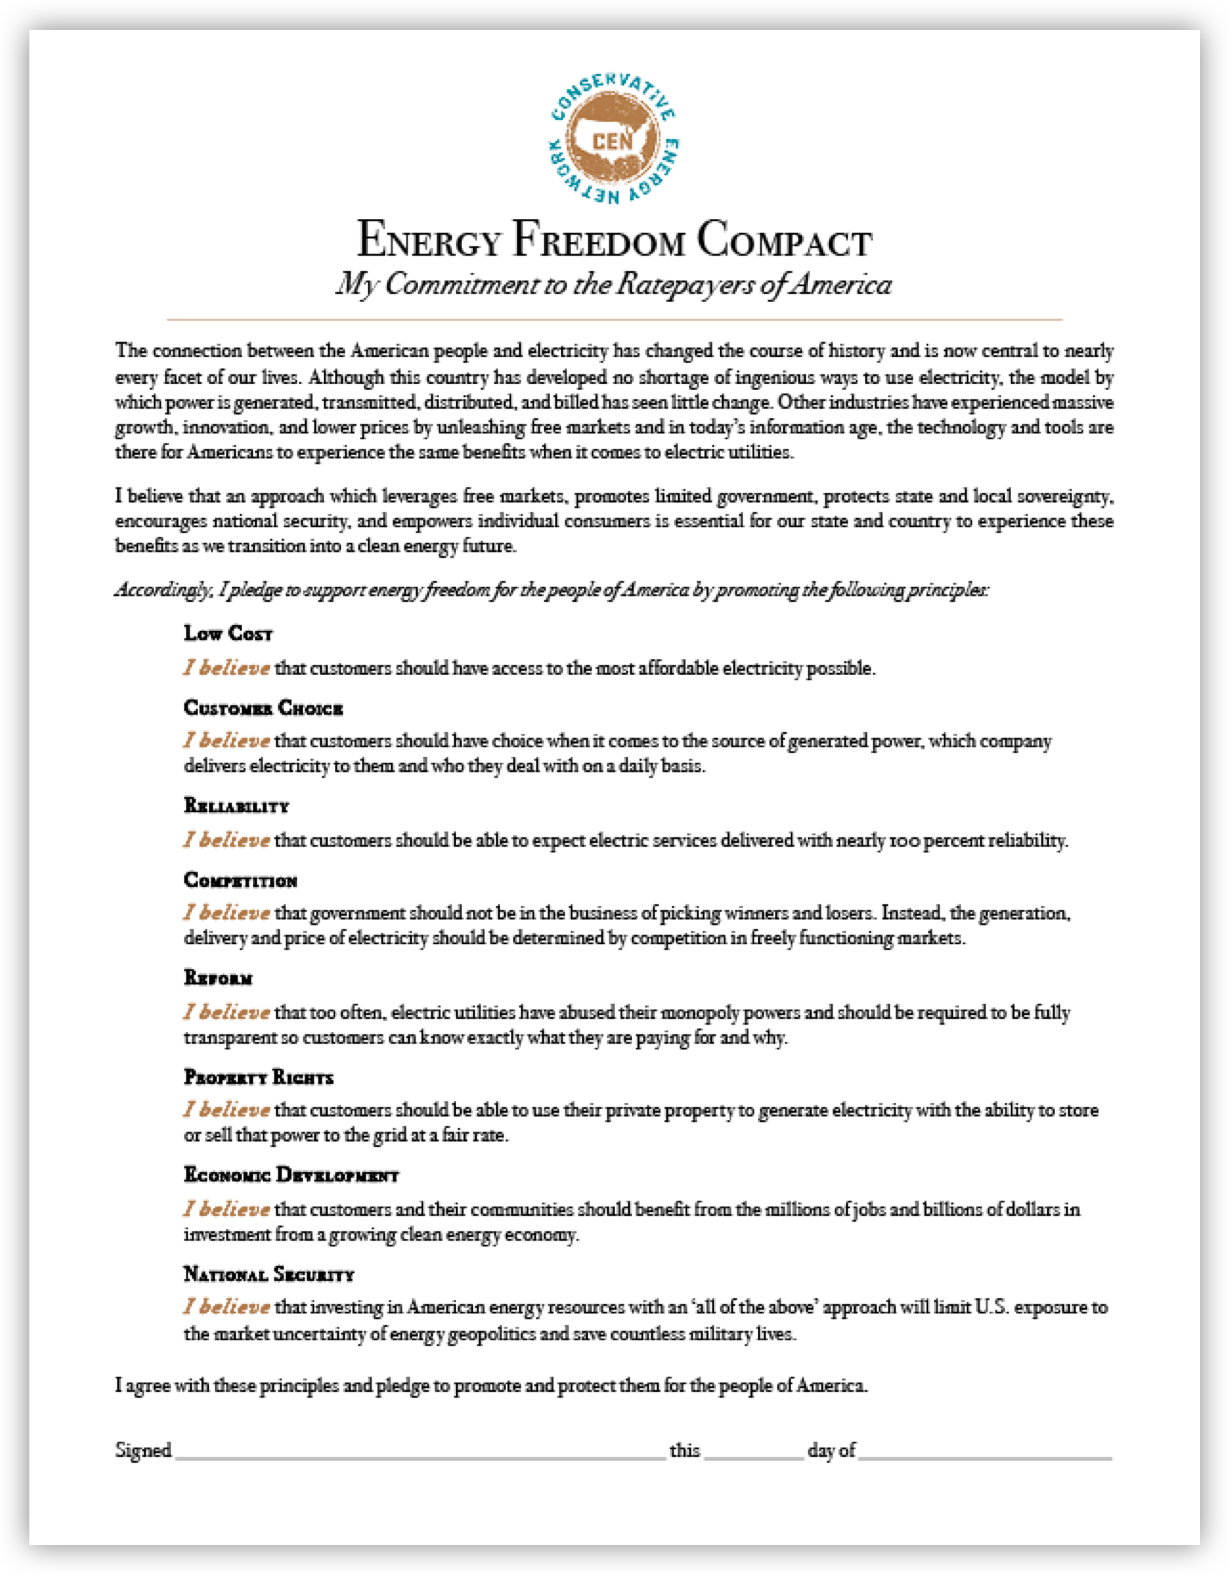 CONSERVATIVE ENERGY NETWORK
CEN
ENERGY FREEDOM COMPACT
My Commitment to the Ratepayers of America
The connection between the American people and electricity has changed the course of history and is now central to nearly
every facet of our lives. Although this country has developed no shortage of ingenious ways to use electricity, the model by
which power is generated, transmitted, distributed, and billed has seen little change. Other industries have experienced massive
growth, innovation, and lower prices by unleashing free markets and in today’s information age, the technology and tools are
there for Americans to experience the same benefits when it comes to electric utilities.
I believe that an approach which leverages free markets, promotes limited government, protects state and local sovereignty,
encourages national security, and empowers individual consumers is essential for our state and country to experience these
benefits as we transition into a clean energy future.
Accordingly, I pledge to support energy freedom for the people of America by promoting the following principles:
LOW COST
I believe that customers should have access to the most affordable electricity possible.
CUSTOMER CHOICE
I believe that customers should have choice when it comes to the source of generated power, which company
delivers electricity to them and who they deal with on a daily basis.
RELIABILITY
I believe that customers should be able to expect electric services delivered with nearly 100 percent reliability.
COMPETITION
I believe that government should not be in the business of picking winners and losers. Instead, the generation,
delivery and price of electricity should be determined by competition in freely functioning markets.
REFORM
I believe that too often, electric utilities have abused their monopoly powers and should be required to be fully
transparent so customers can know exactly what they are paying for and why.
PROPERTY RIGHTS
I believe that customers should be able to use their private property to generate electricity with the ability to store
or sell that power to the grid at a fair rate.
ECONOMIC DEVELOPMENT
I believe that customers and their communities should benefit from the millions of jobs and billions of dollars in
investment from a growing clean energy economy.
NATIONAL SECURITY
I believe that investing in American energy resources with an ‘all of the above’ approach will limit U.S. exposure to
the market uncertainty of energy geopolitics and save countless military lives.
I agree with these principles and pledge to promote and protect them for the people of America.
Signed this day of